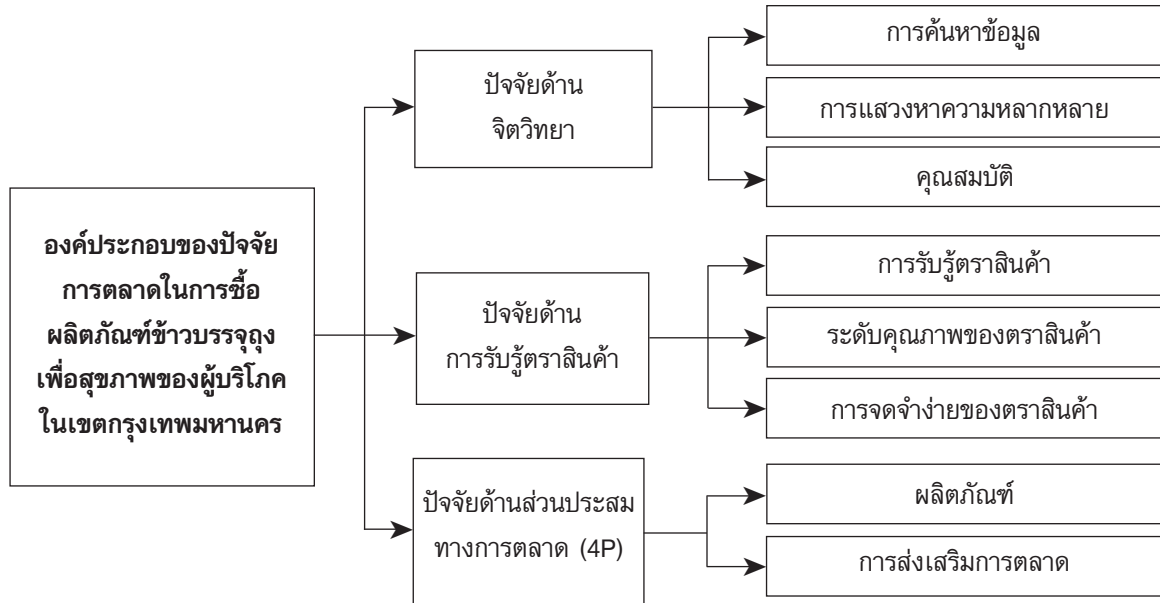 องค์ประกอบของปัจจัย
การตลาดในการซื้อ
ผลิตภัณฑ์ข้าวบรรจุถุง
เพื่อสุขภาพของผู้บริโภค
ในเขตกรุงเทพมหานคร
ปัจจัยด้าน
จิตวิทยา
การค้นหาข้อมูล
การแสวงหาความหลากหลาย
คุณสมบัติ
ปัจจัยด้าน
การรับรู้ตราสินค้า
การรับรู้ตราสินค้า
ระดับคุณภาพของตราสินค้า
การจดจำง่ายของตราสินค้า
ปัจจัยด้านส่วนประสม
ทางการตลาด (4P)
ผลิตภัณฑ์
การส่งเสริมการตลาด